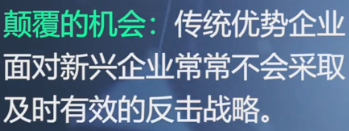 颠覆的机会：传统优势企业
面对新兴企业常常不会采取
及时有效的反击战略。